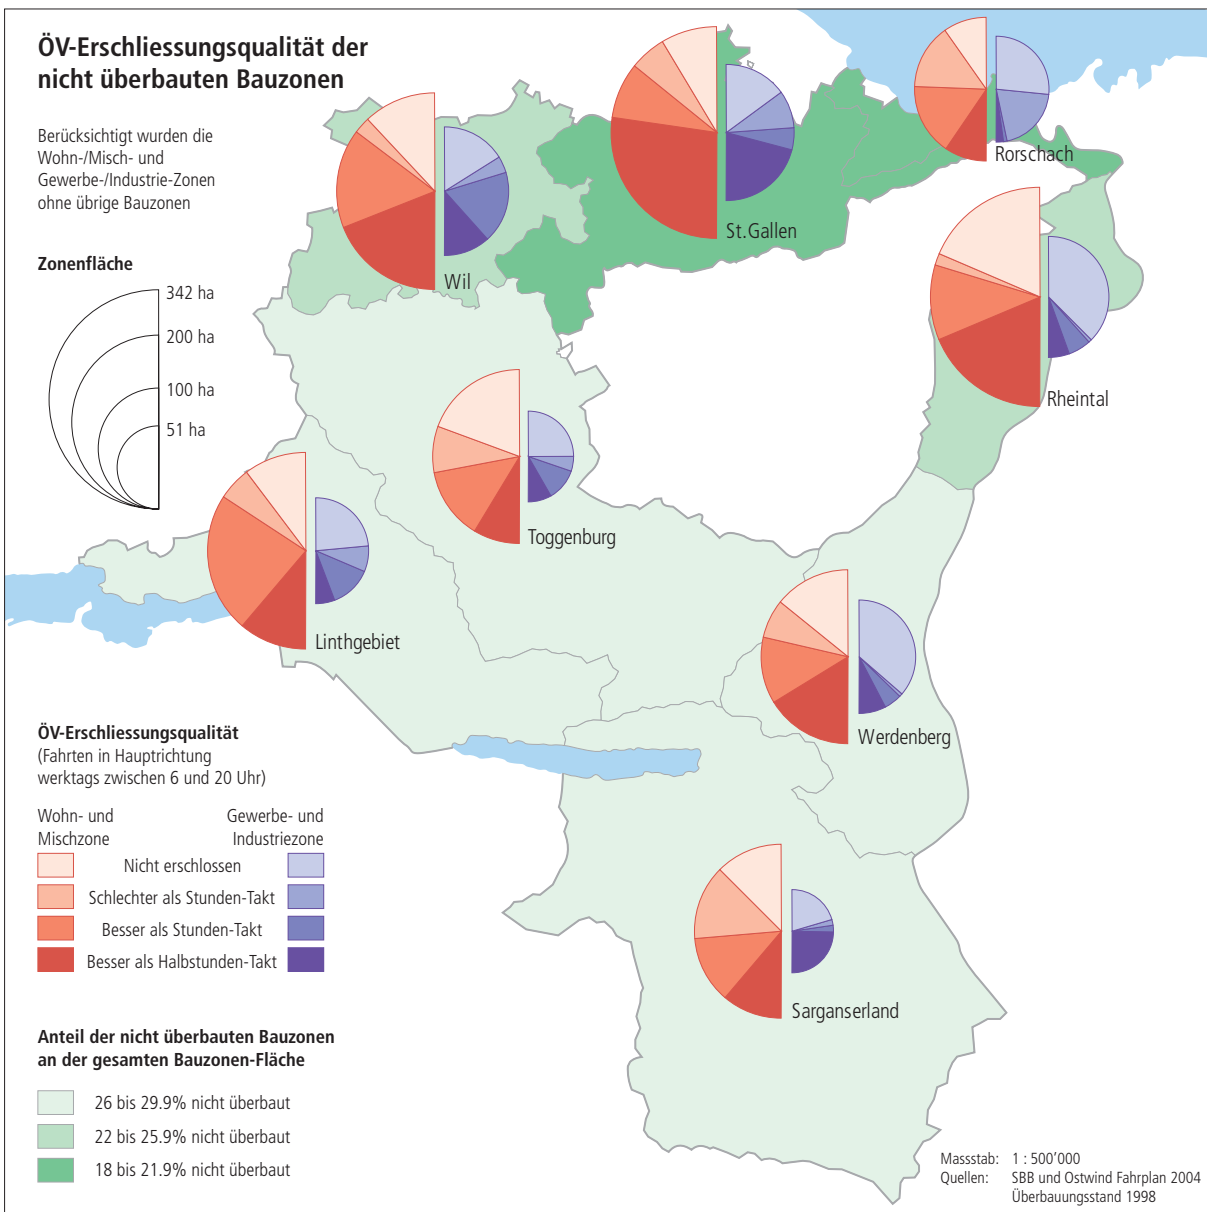 ÖV-Erschliessungsqualität der
nicht überbauten Bauzonen
Berücksichtigt wurden die
Wohn-/Misch- und
Gewerbe-/Industrie-Zonen
ohne übrige Bauzonen
Zonenfläche
342 ha
200 ha
100 ha
51 ha
Wil
St.Gallen
Rorschach
Rheintal
Toggenburg
Linthgebiet
Werdenberg
Sarganserland
ÖV-Erschliessungsqualität
(Fahrten in Hauptrichtung
werktags zwischen 6 und 20 Uhr)
Wohn- und Gewerbe- und
Mischzone Industriezone
Nicht erschlossen
Schlechter als Stunden-Takt
Besser als Stunden-Takt
Besser als Halbstunden-Takt
Anteil der nicht überbauten Bauzonen
an der gesamten Bauzonen-Fläche
26 bis 29.9% nicht überbaut
22 bis 25.9% nicht überbaut
18 bis 21.9% nicht überbaut
Massstab: 1 : 500’000
Quellen: SBB und Ostwind Fahrplan 2004
Überbauungsstand 1998